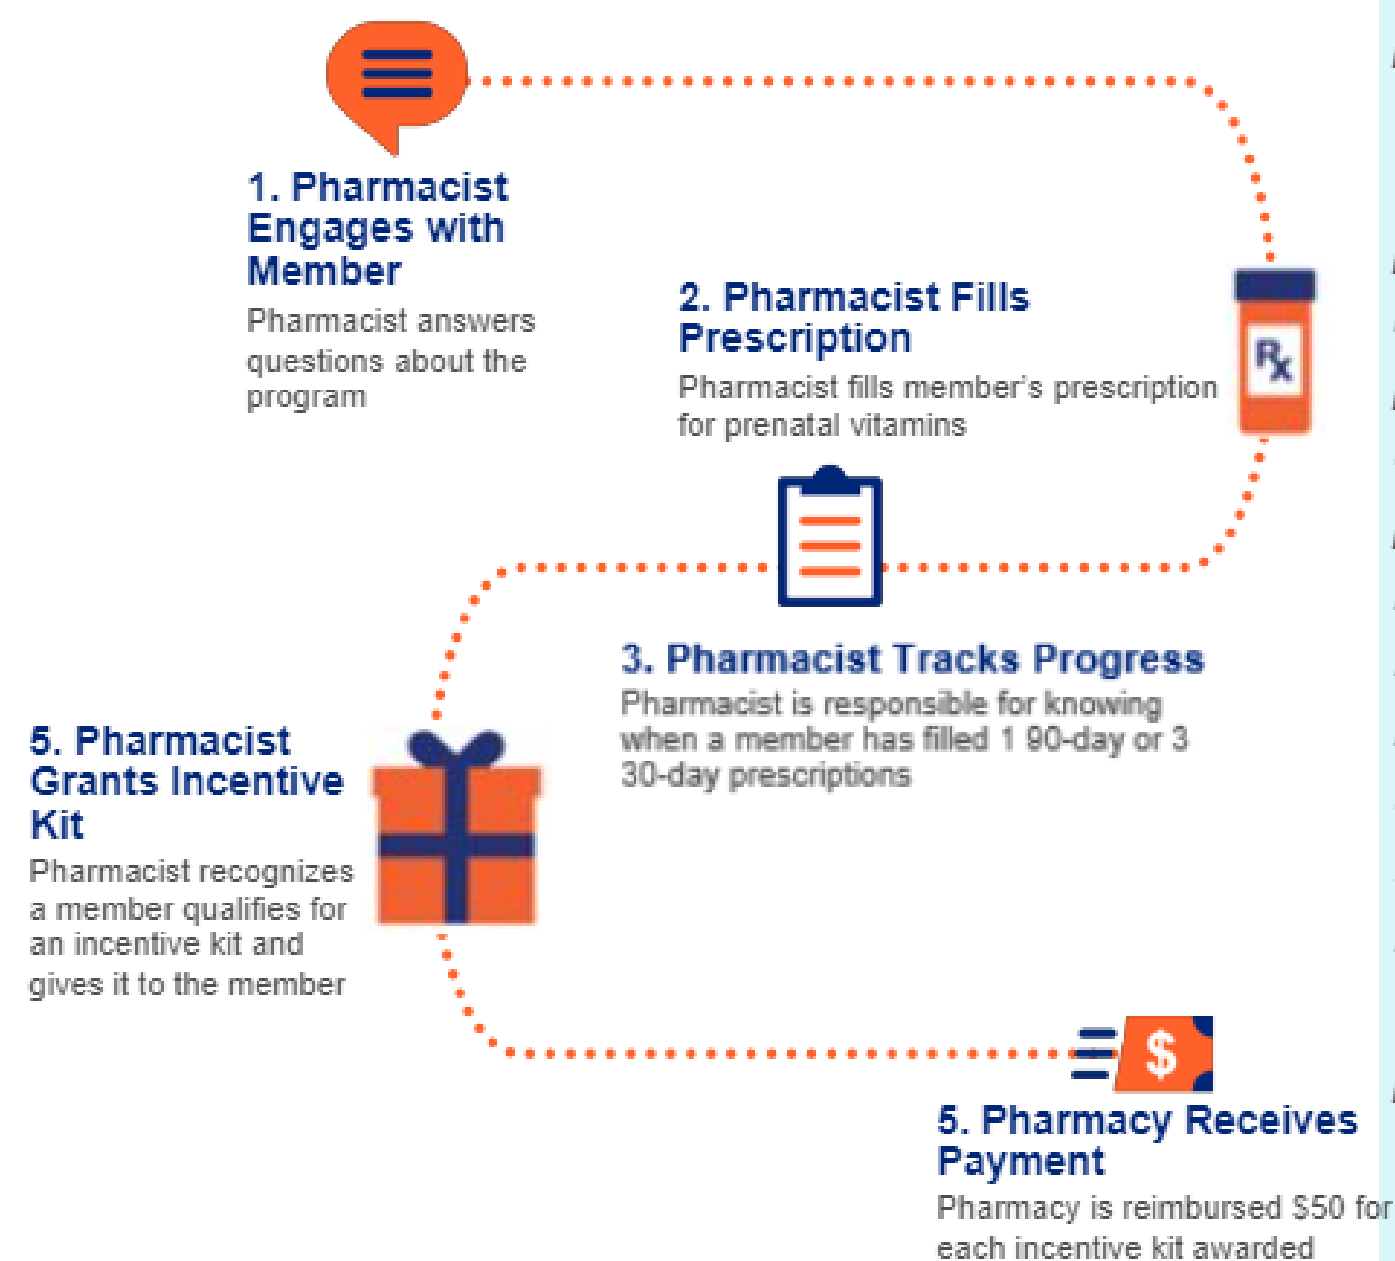 1. Pharmacist
Engages with
Member
Pharmacist answers
questions about the
program
2. Pharmacist Fills
Prescription
Pharmacist fills member's prescription
for prenatal vitamins
Rx
3. Pharmacist Tracks Progress
Pharmacist is responsible for knowing
when a member has filled 1 90-day or 3
30-day prescriptions
5. Pharmacist
Grants Incentive
Kit
Pharmacist recognizes
a member qualifies for
an incentive kit and
gives it to the member
$
5. Pharmacy Receives
Payment
Pharmacy is reimbursed $50 for
each incentive kit awarded